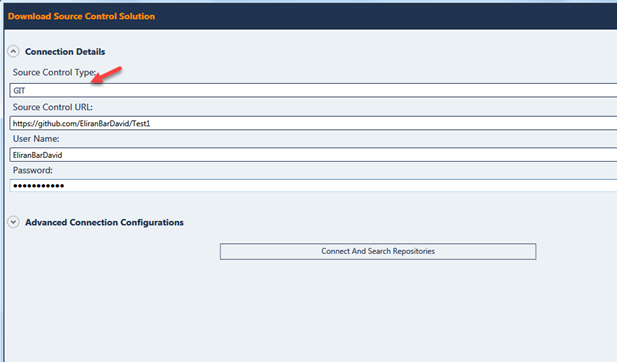 Download Source Control Solution
Connection Details
Source Control Type:
GIT
Source Control URL:
https://github.com/EliranBarDavid/Test1
User Name:
EliranBarDavid
Password:
●●●●●●●●●●●
Advanced Connection Configurations
Connect And Search Repositories